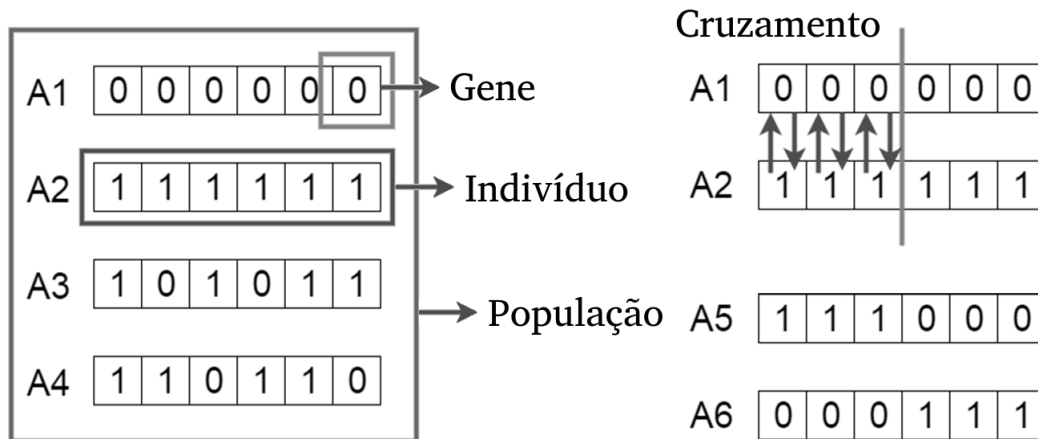 A1 0 0 0 0 0 0 Gene
A2 1 1 1 1 1 1 Indivíduo
A3 1 0 1 0 1 1
População
A4 1 1 0 1 1 0
Cruzamento
A1 0 0 0 0 0 0
A2 1 1 1 1 1 1
A5 1 1 1 0 0 0
A6 0 0 0 1 1 1